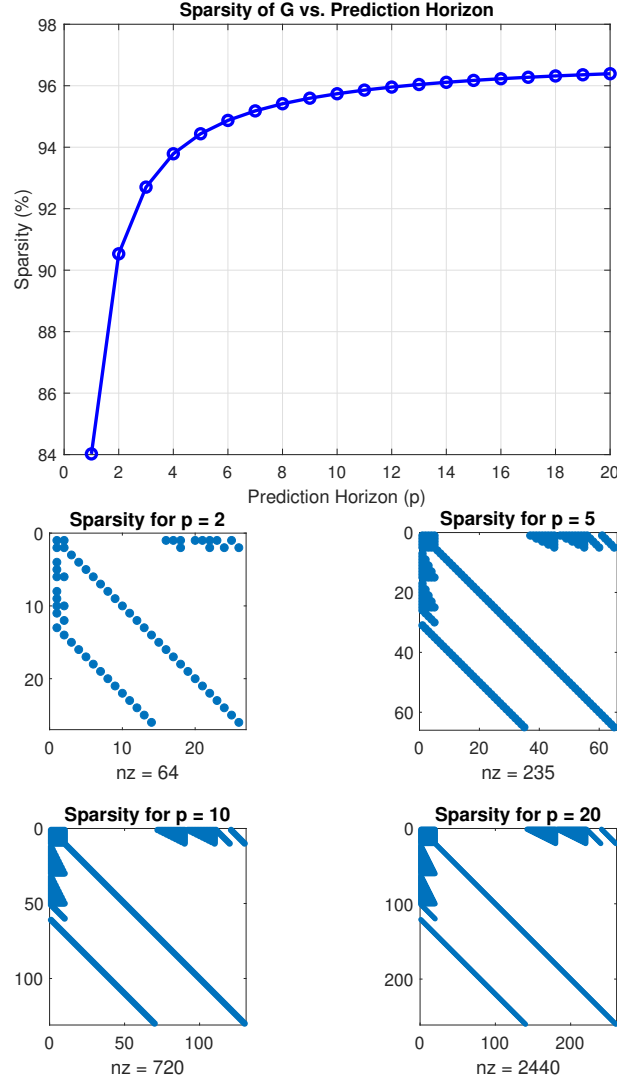 Sparsity of G vs. Prediction Horizon
98
96
94
92
90
88
86
84
Sparsity (%)
0 2 4 6 8 10 12 14 16 18 20
Prediction Horizon (p)
Sparsity for p = 2
0
10
20
0 10 20
nz = 64
Sparsity for p = 5
0
20
40
60
0 20 40 60
nz = 235
Sparsity for p = 10
0
50
100
0 50 100
nz = 720
Sparsity for p = 20
0
100
200
0 100 200
nz = 2440